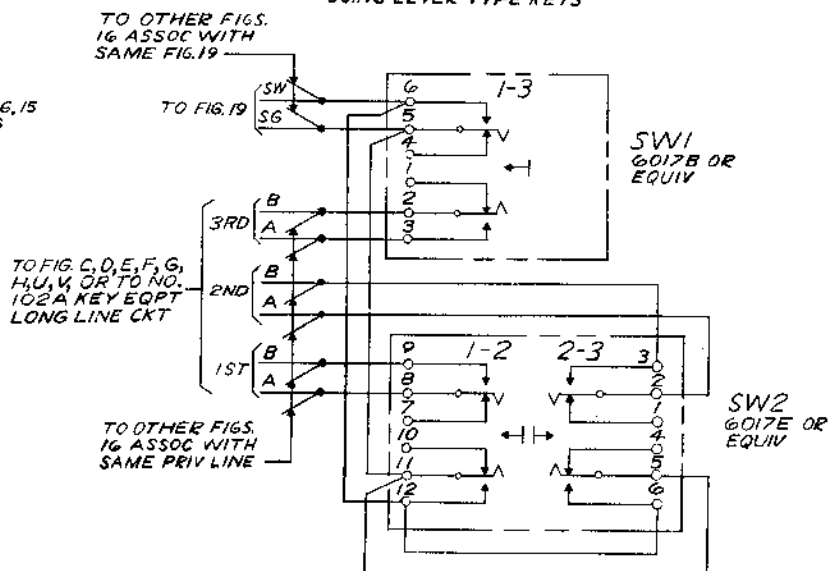 USING LEVER TYPE KEYS
TO OTHER FIGS.
16 ASSOC WITH
SAME FIG.19
G.15
TO FIG.19
SW
SG
6
5
4
1
2
3
1-3
SW1
6017B OR
EQUIV
TO FIG. C, D, E, F, G,
H,U,V, OR TO NO.
102A KEY EQPT
LONG LINE CKT
3RD
B
A
2ND
B
A
1ST
B
A
TO OTHER FIGS.
16 ASSOC WITH
SAME PRIV LINE
9
8
7
10
11
12
1-2
2-3
3
2
1
4
5
6
SW2
6017E OR
EQUIV